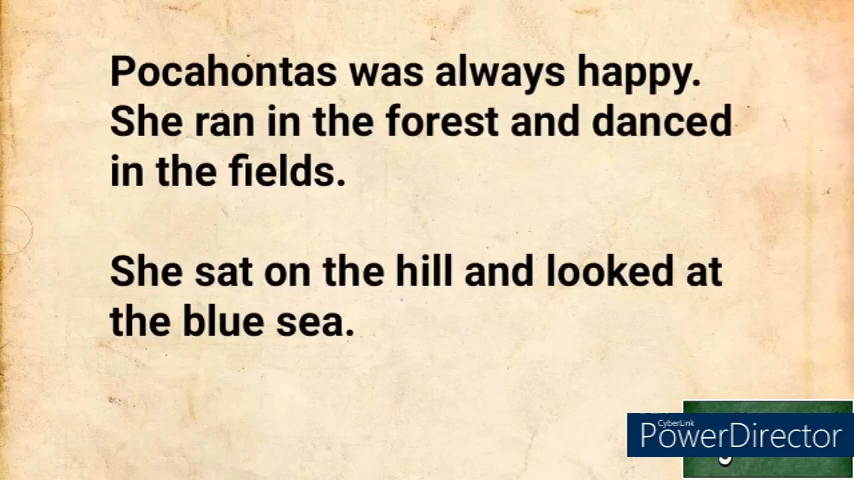 Pocahontas was always happy.
She ran in the forest and danced
in the fields.
She sat on the hill and looked at
the blue sea.
CyberLink
PowerDirector